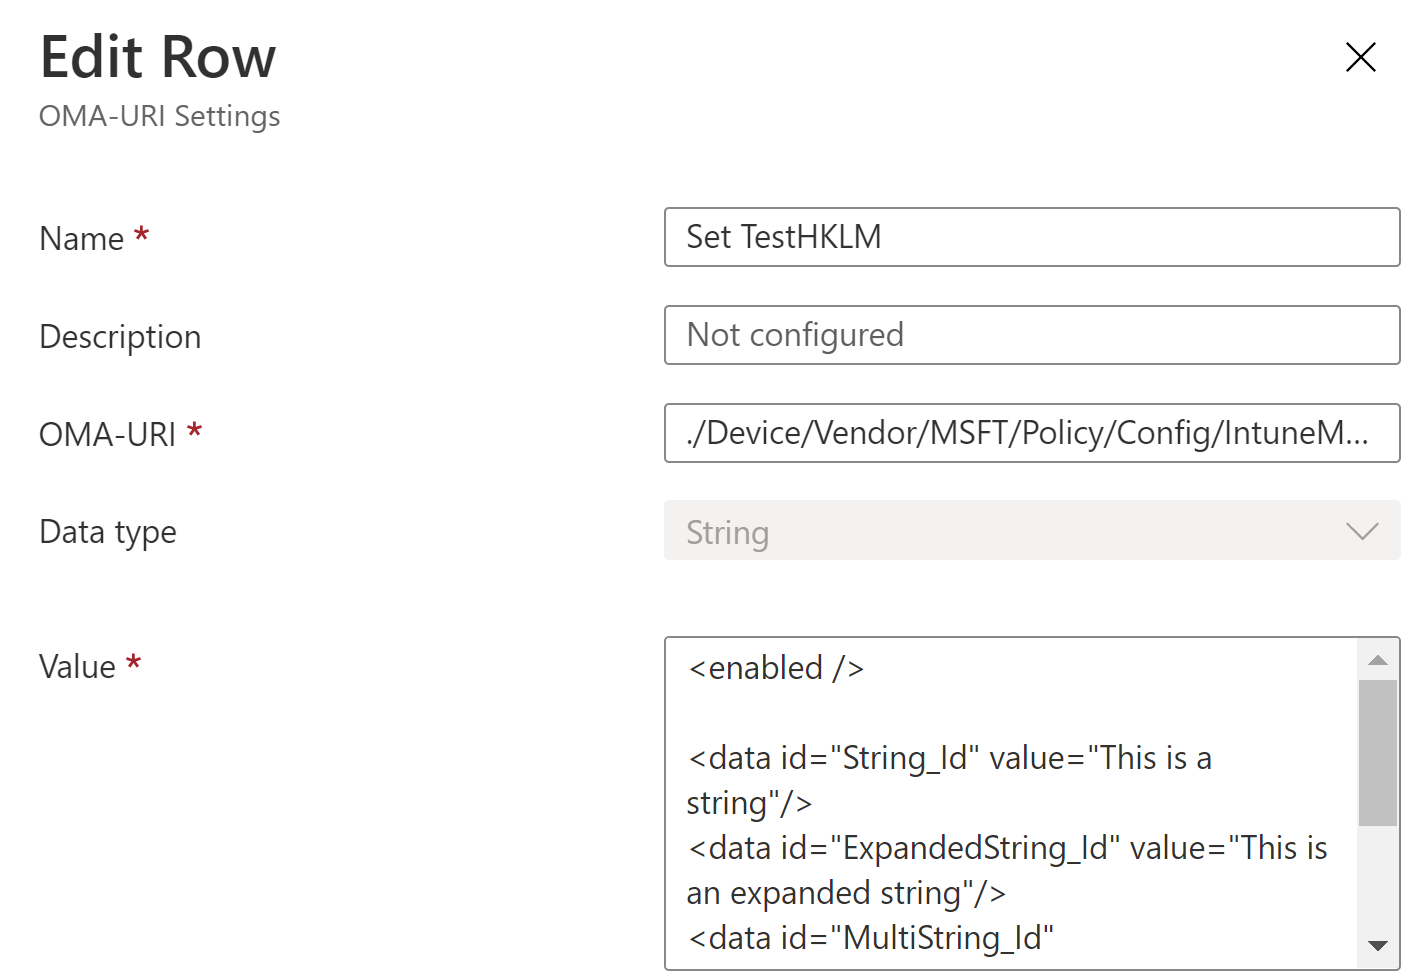 Edit Row
OMA-URI Settings
Name *
Set TestHKLM
Description
Not configured
OMA-URI *
./Device/Vendor/MSFT/Policy/Config/IntuneM...
Data type
String
Value *
<enabled />
<data id="String_Id" value="This is a
string"/>
<data id="ExpandedString_Id" value="This is
an expanded string"/>
<data id="MultiString_Id"